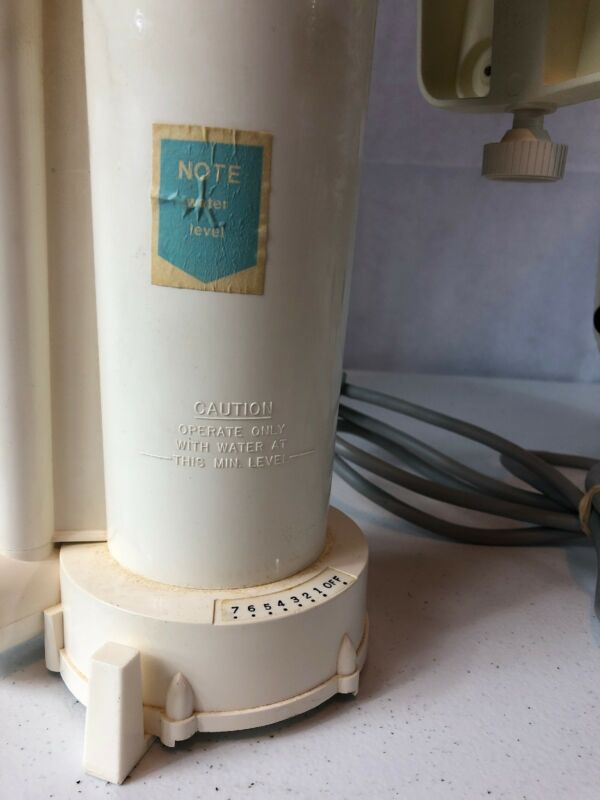 NOTE
water
level
CAUTION
OPERATE ONLY
WITH WATER AT
THIS MIN. LEVEL
7 6 5 4 3 2 1 OFF